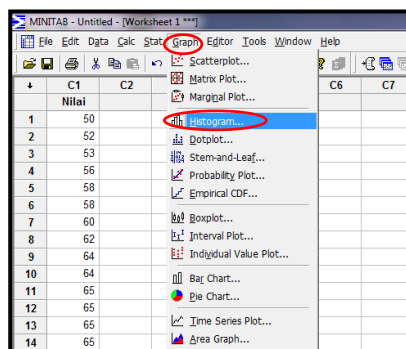 MINITAB - Untitled - [Worksheet 1 ***]
File Edit Data Calc Stat Graph Editor Tools Window Help
Scatterplot...
Matrix Plot...
Marginal Plot...
Histogram...
Dotplot...
Stem-and-Leaf...
Probability Plot...
Empirical CDF...
Boxplot...
Interval Plot...
Individual Value Plot...
Bar Chart...
Pie Chart...
Time Series Plot...
Area Graph...
C1 C2 C6 C7
Nilai
1 50
2 52
3 53
4 56
5 58
6 58
7 60
8 62
9 64
10 64
11 65
12 65
13 65
14 65